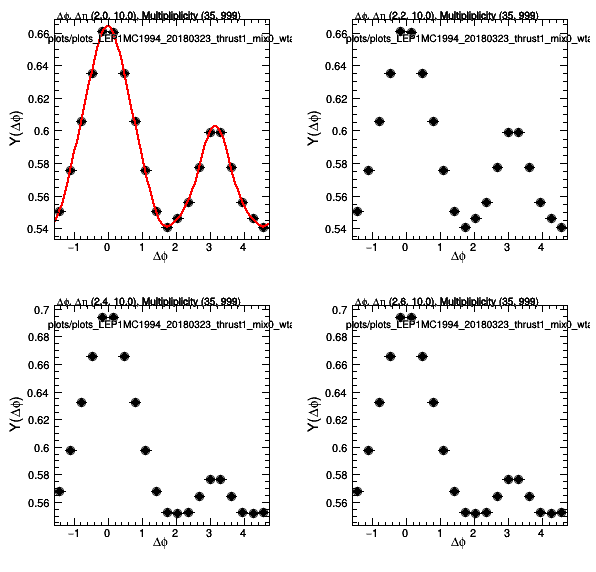 Δϕ, Δη (2.0, 10.0), Multipliplicity (35, 999)
plots/plots_LEP1MC1994_20180323_thrust1_mix0_wta
Y(Δϕ)
0.66
0.64
0.62
0.6
0.58
0.56
0.54
−1 0 1 2 3 4
Δϕ
Δϕ, Δη (2.2, 10.0), Multipliplicity (35, 999)
plots/plots_LEP1MC1994_20180323_thrust1_mix0_wta
Y(Δϕ)
0.66
0.64
0.62
0.6
0.58
0.56
0.54
−1 0 1 2 3 4
Δϕ
Δϕ, Δη (2.4, 10.0), Multipliplicity (35, 999)
plots/plots_LEP1MC1994_20180323_thrust1_mix0_wta
Y(Δϕ)
0.7
0.68
0.66
0.64
0.62
0.6
0.58
0.56
−1 0 1 2 3 4
Δϕ
Δϕ, Δη (2.6, 10.0), Multipliplicity (35, 999)
plots/plots_LEP1MC1994_20180323_thrust1_mix0_wta
Y(Δϕ)
0.7
0.68
0.66
0.64
0.62
0.6
0.58
0.56
−1 0 1 2 3 4
Δϕ